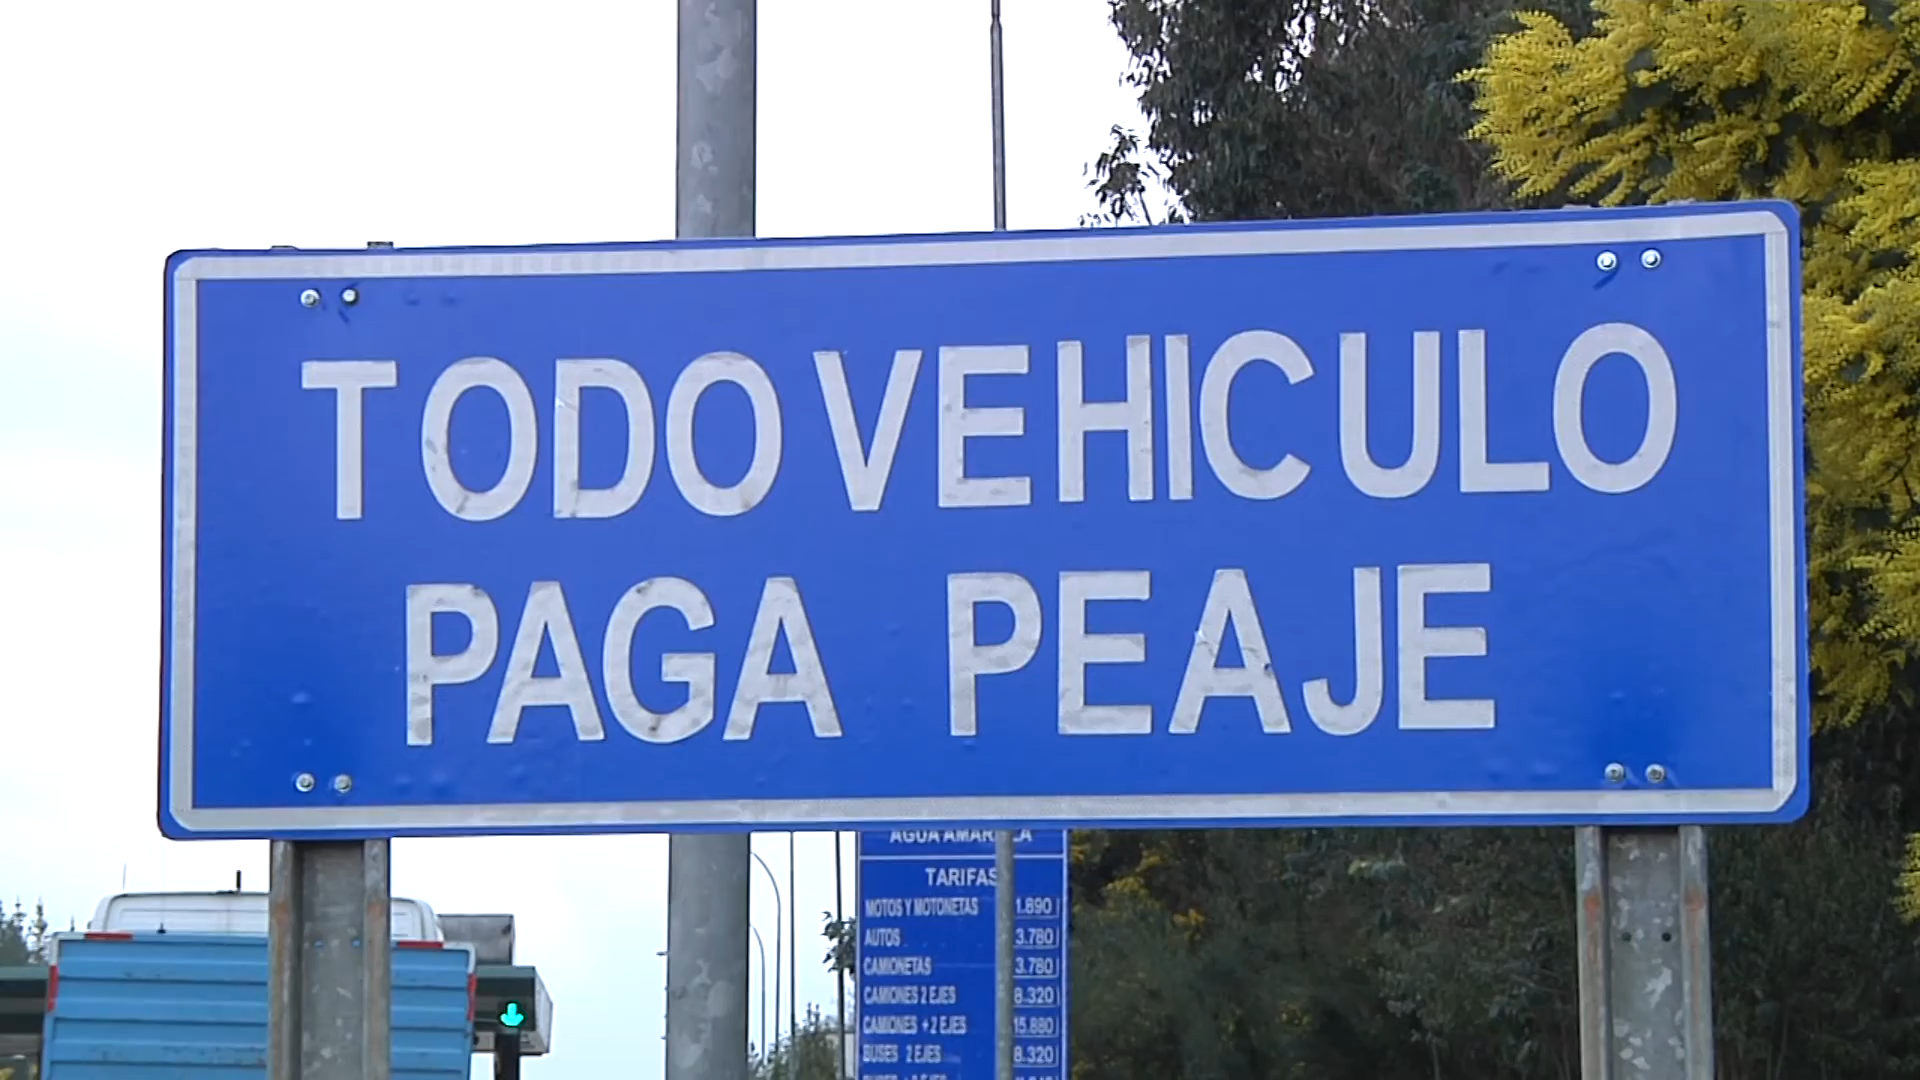 TODO VEHICULO
PAGA PEAJE
TARIFAS
MOTOS Y MOTONETAS 1.890
AUTOS 3.780
CAMIONETAS 3.780
CAMIONES 2 EJES 8.320
CAMIONES +2 EJES 15.880
BUSES 2 EJES 8.320